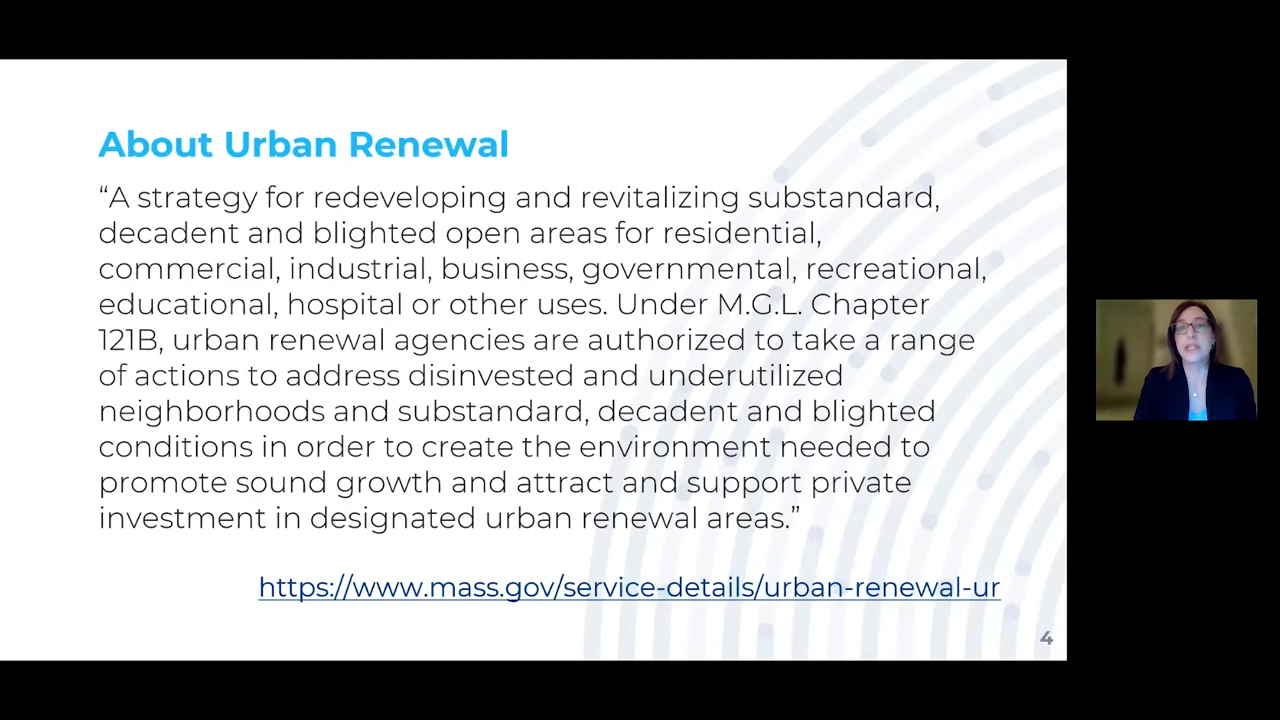 About Urban Renewal
“A strategy for redeveloping and revitalizing substandard,
decadent and blighted open areas for residential,
commercial, industrial, business, governmental, recreational,
educational, hospital or other uses. Under M.G.L. Chapter
121B, urban renewal agencies are authorized to take a range
of actions to address disinvested and underutilized
neighborhoods and substandard, decadent and blighted
conditions in order to create the environment needed to
promote sound growth and attract and support private
investment in designated urban renewal areas.”
https://www.mass.gov/service-details/urban-renewal-ur
4